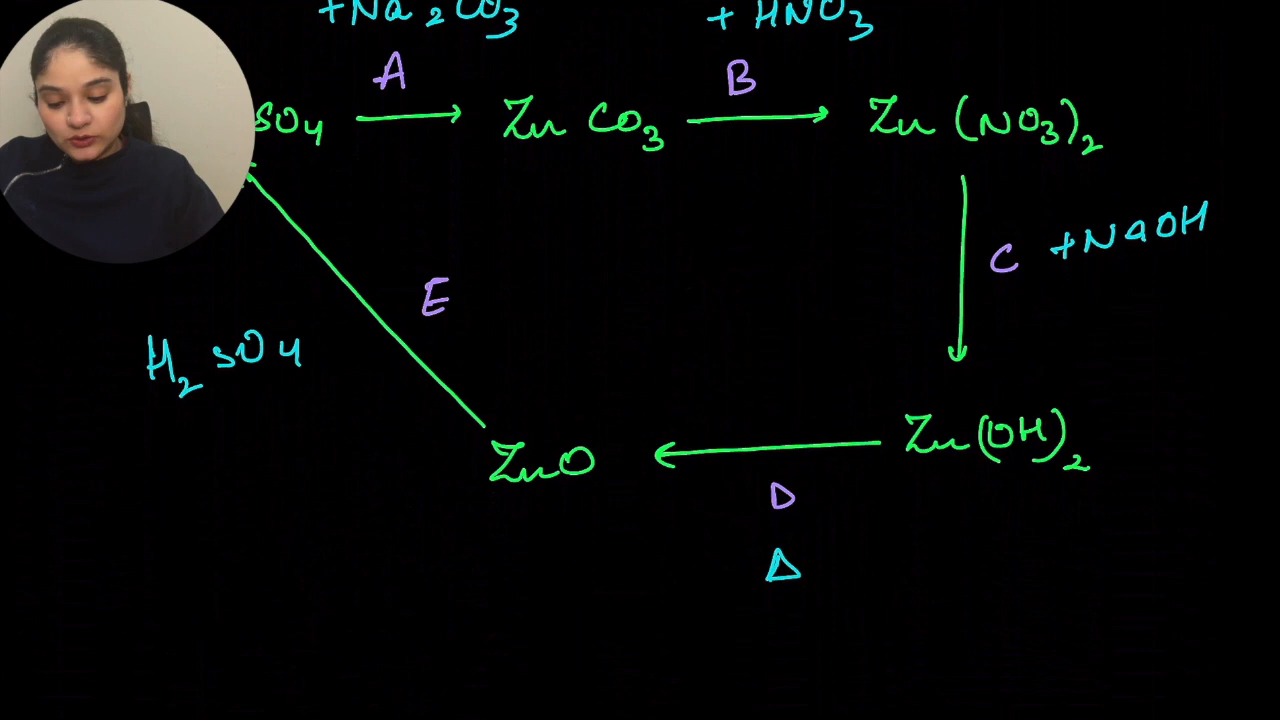 +Na2CO3 + HNO3
A B
SO4 → ZnCO3 → Zn(NO3)2
C +NaOH
E
H2SO4
ZnO ← Zn(OH)2
D
Δ